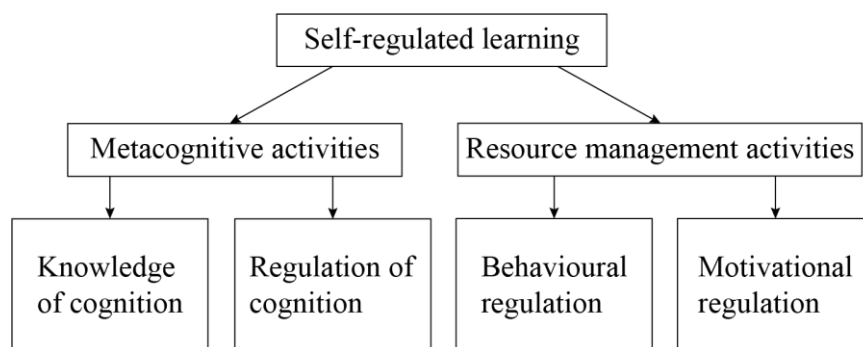 Self-regulated learning
Metacognitive activities
Resource management activities
Knowledge
of cognition
Regulation of
cognition
Behavioural
regulation
Motivational
regulation